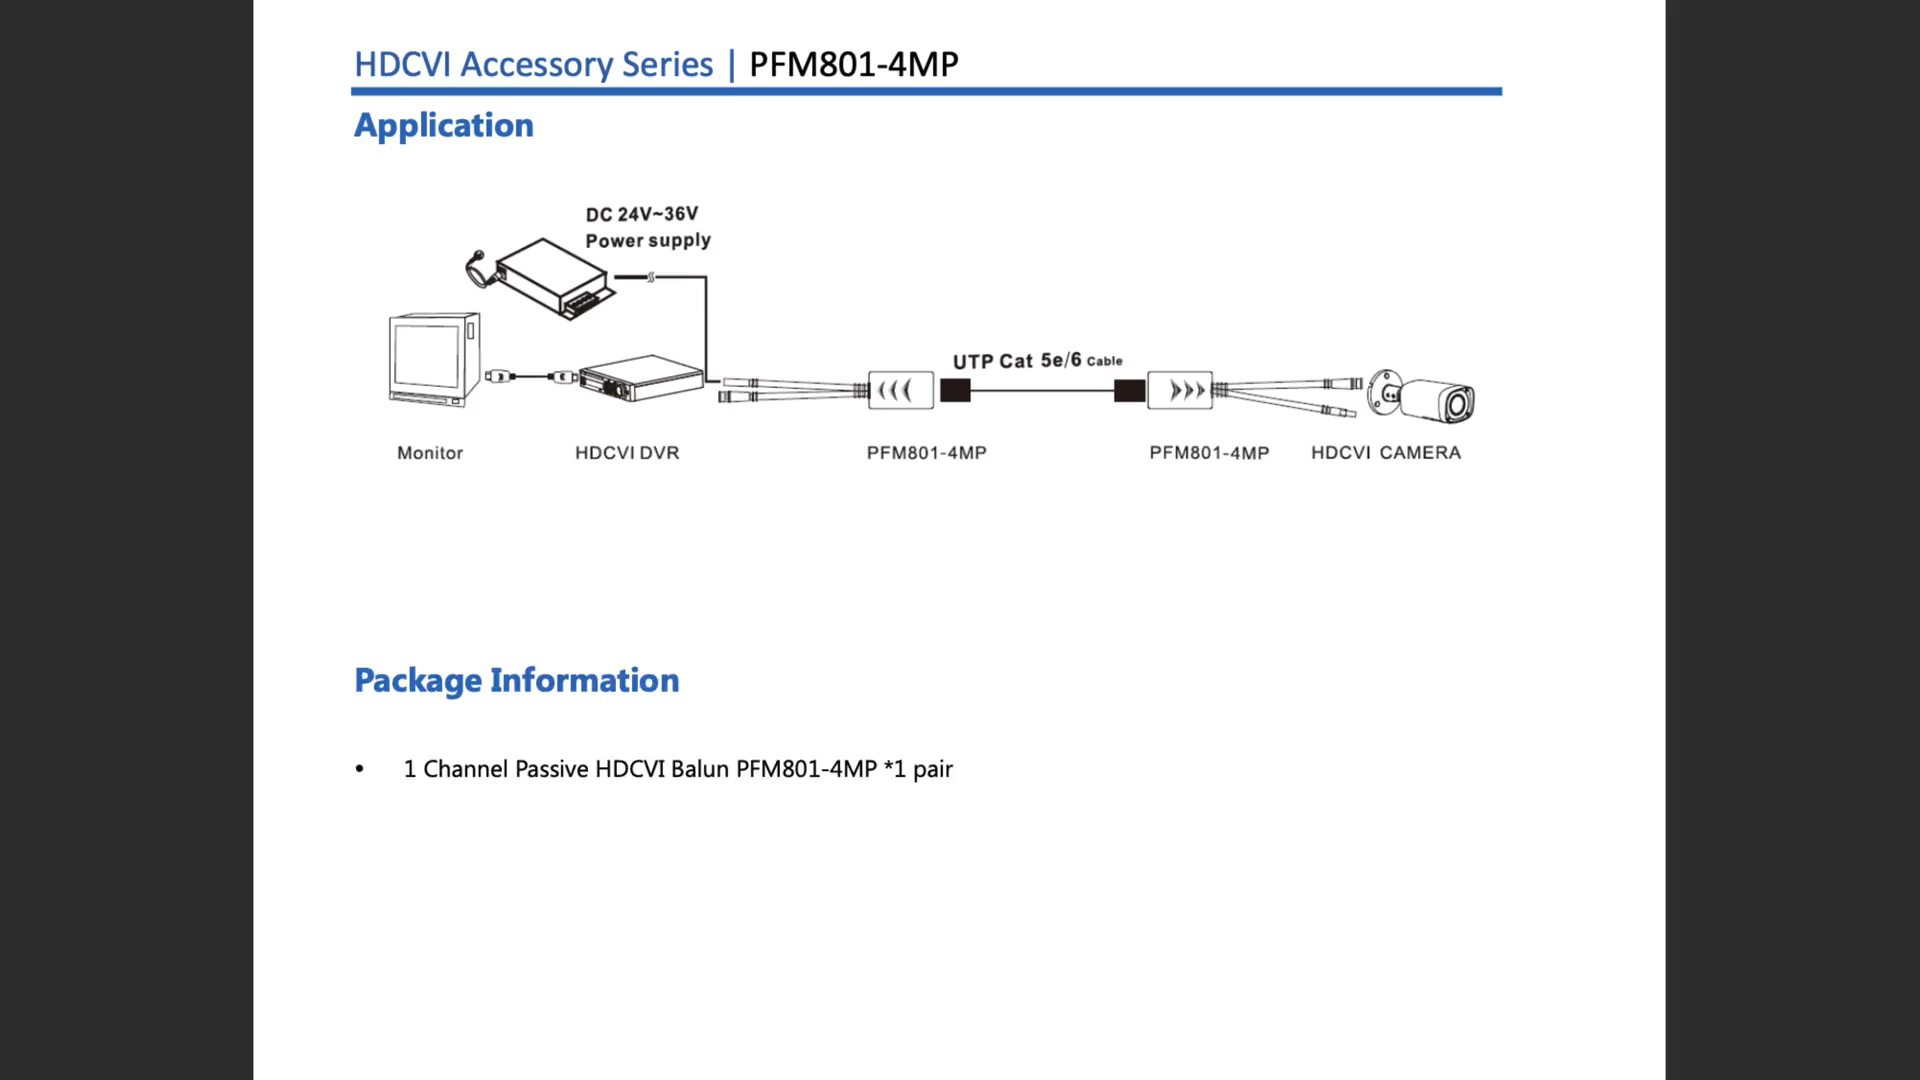 HDCVI Accessory Series | PFM801-4MP
Application
DC 24V~36V
Power supply
UTP Cat 5e/6 Cable
Monitor
HDCVI DVR
PFM801-4MP
PFM801-4MP
HDCVI CAMERA
Package Information
• 1 Channel Passive HDCVI Balun PFM801-4MP *1 pair